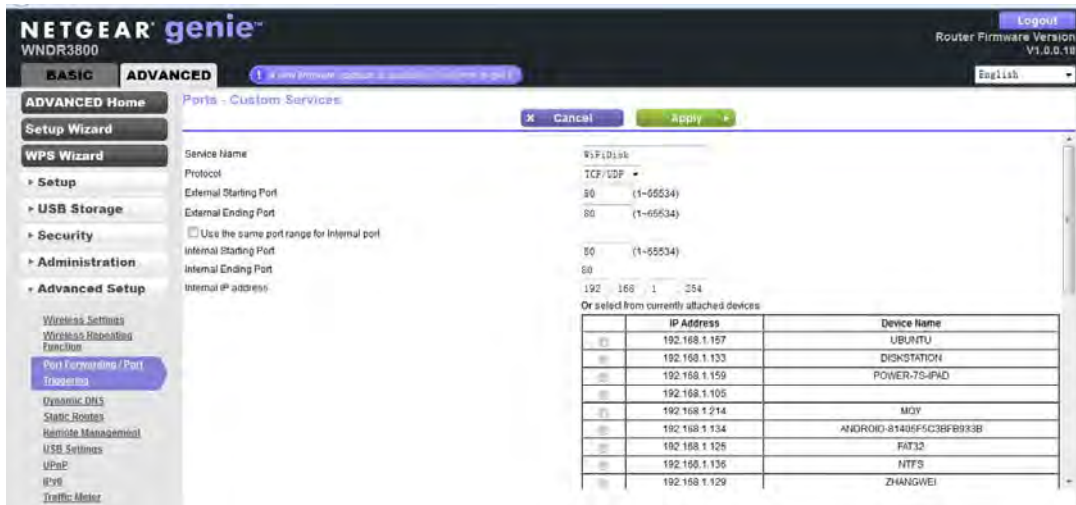 NETGEAR genie™
WNDR3800
Logout
Router Firmware Version
V1.0.0.18
BASIC
ADVANCED
English
ADVANCED Home
Setup Wizard
WPS Wizard
Setup
USB Storage
Security
Administration
Advanced Setup
Wireless Settings
Wireless Repeating
Function
Port Forwarding / Port
Triggering
Dynamic DNS
Static Routes
Remote Management
USB Settings
UPnP
IPv6
Traffic Meter
Ports - Custom Services
Cancel
Apply
Service Name WiFiDisk
Protocol TCP/UDP
External Starting Port 80 (1~65534)
External Ending Port 80 (1~65534)
Use the same port range for Internal port
Internal Starting Port 80 (1~65534)
Internal Ending Port 80
Internal IP address 192 . 168 . 1 . 254
Or select from currently attached devices
IP Address Device Name
192.168.1.157 UBUNTU
192.168.1.133 DISKSTATION
192.168.1.159 POWER-7S-IPAD
192.168.1.105
192.168.1.214 MOY
192.168.1.134 ANDROID-81405F5C3BFB933B
192.168.1.125 FAT32
192.168.1.136 NTFS
192.168.1.129 ZHANGWEI